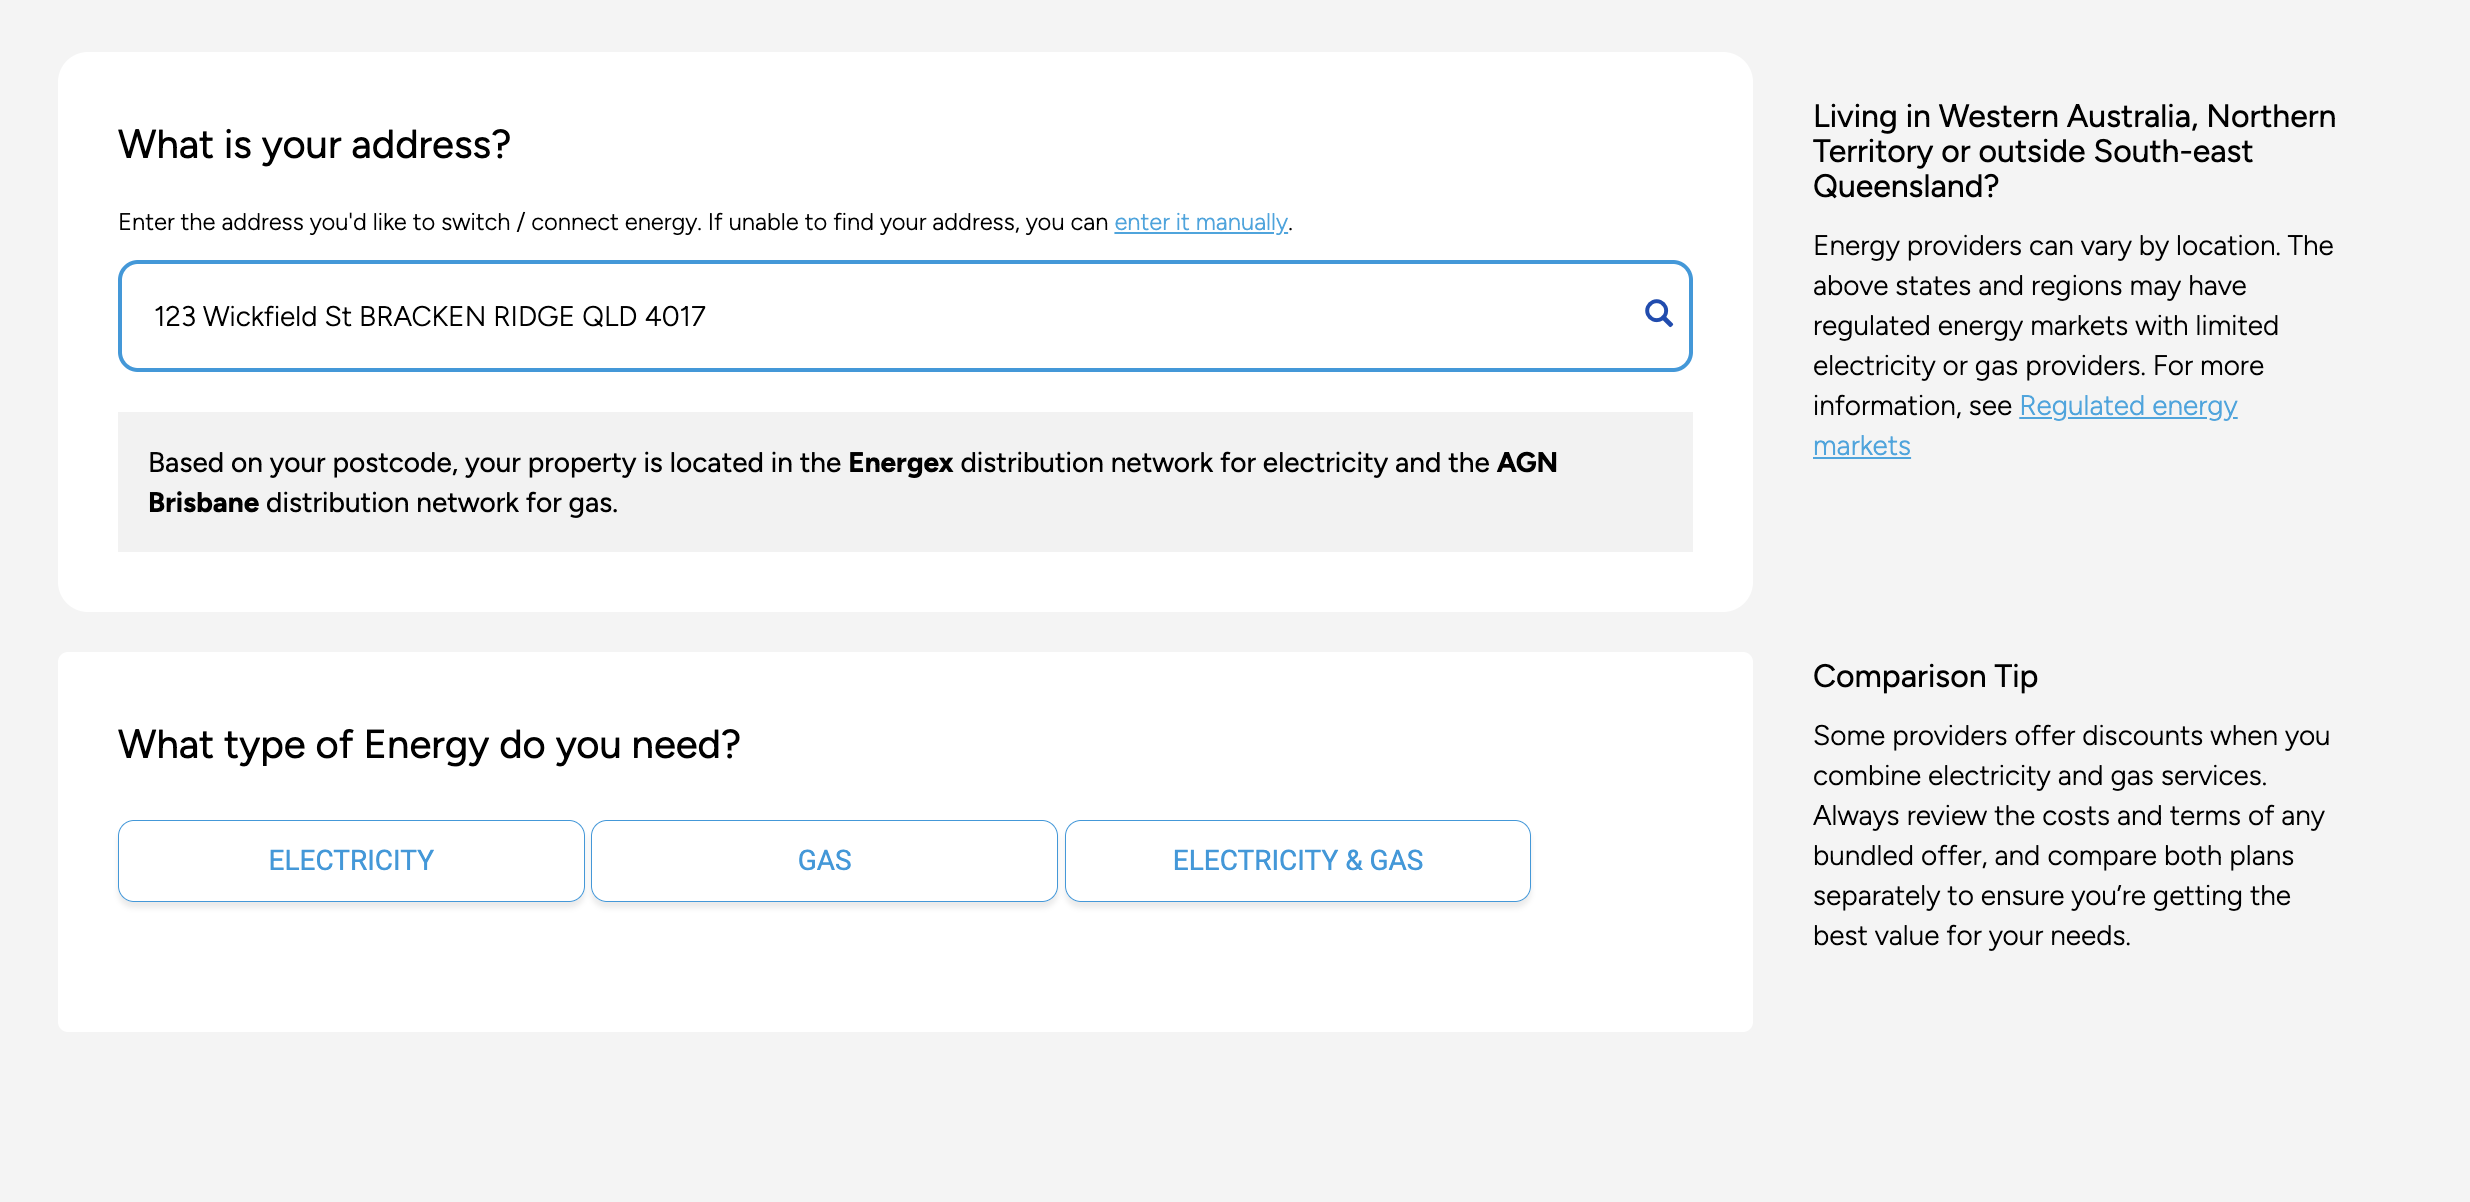 What is your address?
Enter the address you'd like to switch / connect energy. If unable to find your address, you can enter it manually.
123 Wickfield St BRACKEN RIDGE QLD 4017
Based on your postcode, your property is located in the Energex distribution network for electricity and the AGN
Brisbane distribution network for gas.
Living in Western Australia, Northern
Territory or outside South-east
Queensland?
Energy providers can vary by location. The
above states and regions may have
regulated energy markets with limited
electricity or gas providers. For more
information, see Regulated energy
markets
What type of Energy do you need?
ELECTRICITY
GAS
ELECTRICITY & GAS
Comparison Tip
Some providers offer discounts when you
combine electricity and gas services.
Always review the costs and terms of any
bundled offer, and compare both plans
separately to ensure you’re getting the
best value for your needs.